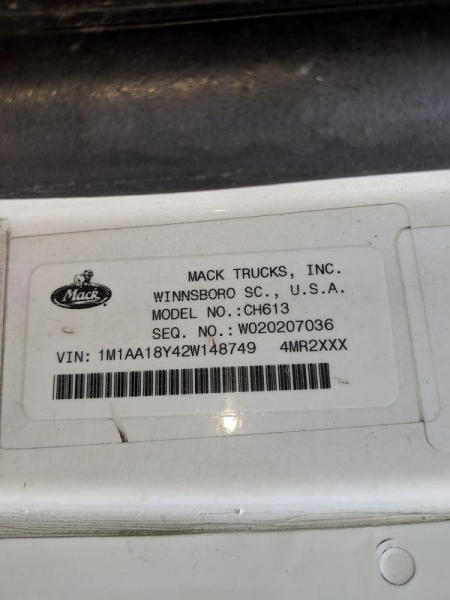 Mack
MACK TRUCKS, INC.
WINNSBORO SC., U.S.A.
MODEL NO.:CH613
SEQ. NO.:W020207036
VIN: 1M1AA18Y42W148749 4MR2XXX